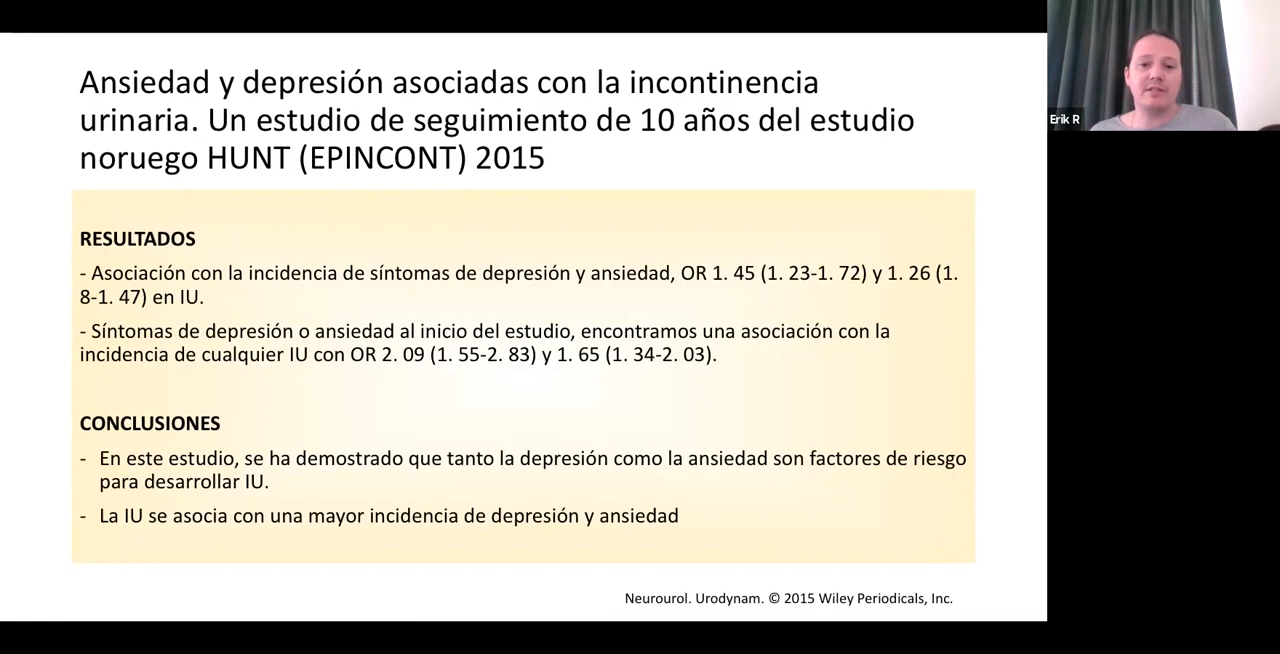 Ansiedad y depresión asociadas con la incontinencia
urinaria. Un estudio de seguimiento de 10 años del estudio
noruego HUNT (EPINCONT) 2015
RESULTADOS
- Asociación con la incidencia de síntomas de depresión y ansiedad, OR 1. 45 (1. 23-1. 72) y 1. 26 (1.
8-1. 47) en IU.
- Síntomas de depresión o ansiedad al inicio del estudio, encontramos una asociación con la
incidencia de cualquier IU con OR 2. 09 (1. 55-2. 83) y 1. 65 (1. 34-2. 03).
CONCLUSIONES
- En este estudio, se ha demostrado que tanto la depresión como la ansiedad son factores de riesgo
para desarrollar IU.
- La IU se asocia con una mayor incidencia de depresión y ansiedad
Neurourol. Urodynam. © 2015 Wiley Periodicals, Inc.
Erik R